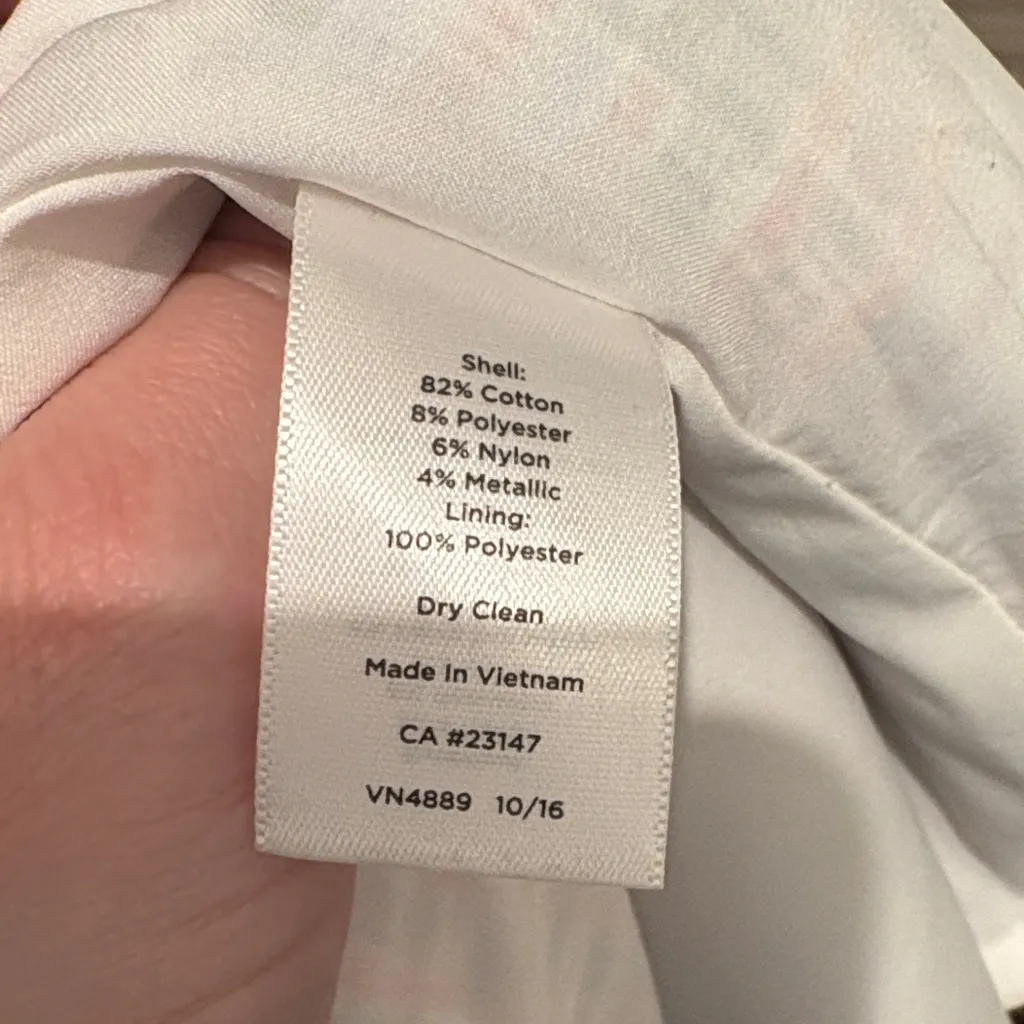 Shell:
82% Cotton
8% Polyester
6% Nylon
4% Metallic
Lining:
100% Polyester
Dry Clean
Made In Vietnam
CA #23147
VN4889 10/16